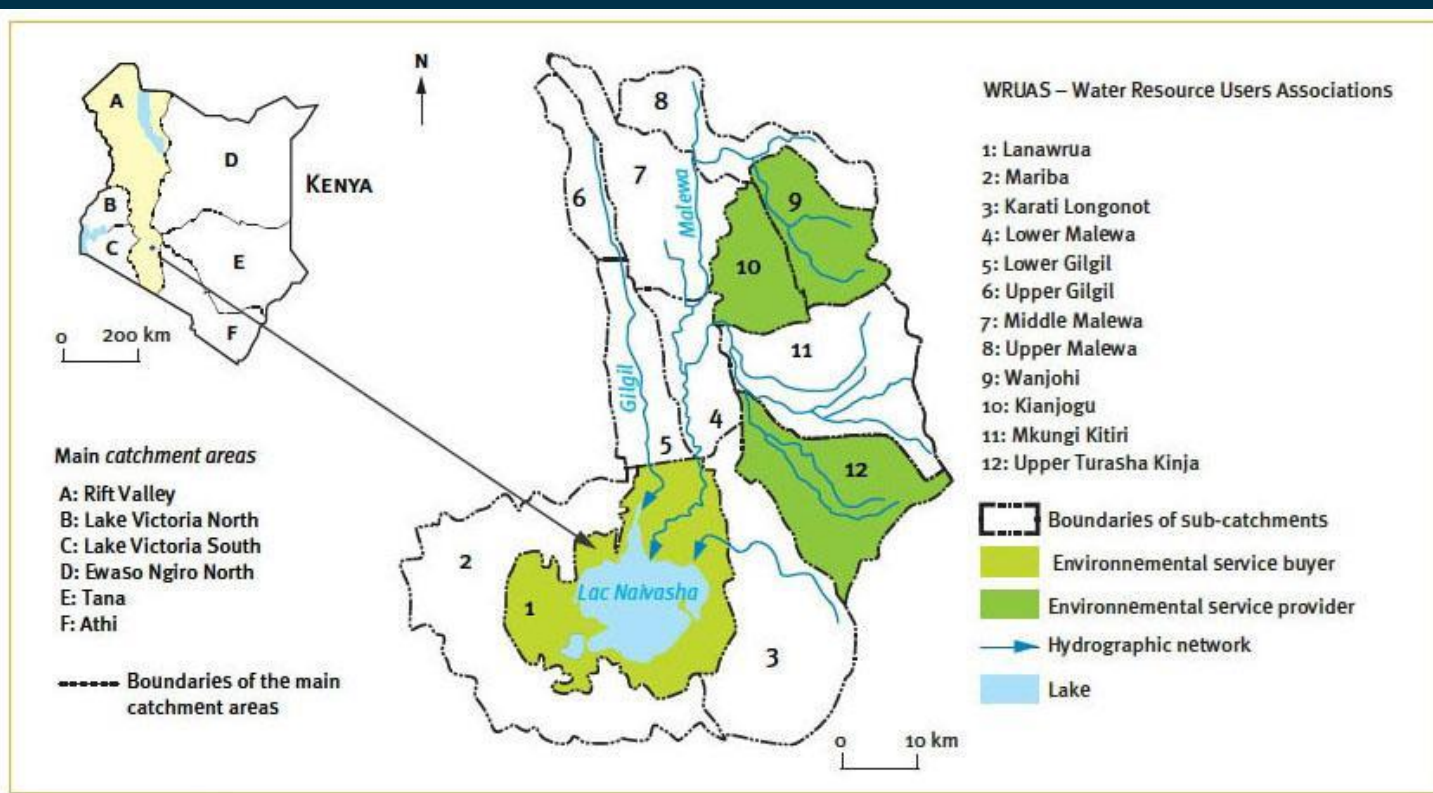 A
B
C
D
E
F
KENYA
0 200 km
N
Main catchment areas
A: Rift Valley
B: Lake Victoria North
C: Lake Victoria South
D: Ewaso Ngiro North
E: Tana
F: Athi
Boundaries of the main
catchment areas
8
7
6
9
10
11
Malewa
Gilgil
4
5
12
2
1
Lac Naivasha
3
0 10 km
WRUAS – Water Resource Users Associations
1: Lanawrua
2: Mariba
3: Karati Longonot
4: Lower Malewa
5: Lower Gilgil
6: Upper Gilgil
7: Middle Malewa
8: Upper Malewa
9: Wanjohi
10: Kianjogu
11: Mkungi Kitiri
12: Upper Turasha Kinja
Boundaries of sub-catchments
Environnemental service buyer
Environnemental service provider
Hydrographic network
Lake